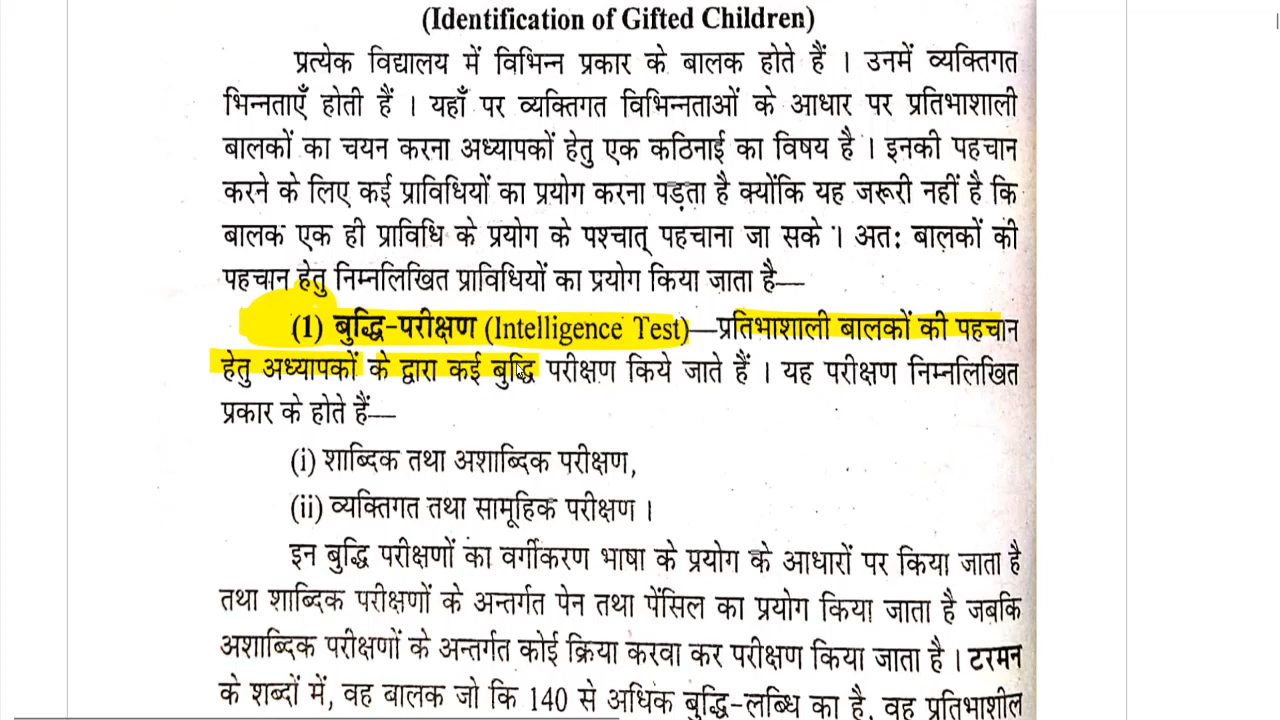 (Identification of Gifted Children)
प्रत्येक विद्यालय में विभिन्न प्रकार के बालक होते हैं । उनमें व्यक्तिगत
भिन्नताएँ होती हैं । यहाँ पर व्यक्तिगत विभिन्नताओं के आधार पर प्रतिभाशाली
बालकों का चयन करना अध्यापकों हेतु एक कठिनाई का विषय है । इनकी पहचान
करने के लिए कई प्राविधियों का प्रयोग करना पड़ता है क्योंकि यह जरूरी नहीं है कि
बालक एक ही प्राविधि के प्रयोग के पश्चात् पहचाना जा सके । अतः बालकों की
पहचान हेतु निम्नलिखित प्राविधियों का प्रयोग किया जाता है—
(1) बुद्धि-परीक्षण (Intelligence Test)—प्रतिभाशाली बालकों की पहचान
हेतु अध्यापकों के द्वारा कई बुद्धि परीक्षण किये जाते हैं । यह परीक्षण निम्नलिखित
प्रकार के होते हैं—
(i) शाब्दिक तथा अशाब्दिक परीक्षण,
(ii) व्यक्तिगत तथा सामूहिक परीक्षण ।
इन बुद्धि परीक्षणों का वर्गीकरण भाषा के प्रयोग के आधारों पर किया जाता है
तथा शाब्दिक परीक्षणों के अन्तर्गत पेन तथा पेंसिल का प्रयोग किया जाता है जबकि
अशाब्दिक परीक्षणों के अन्तर्गत कोई क्रिया करवा कर परीक्षण किया जाता है । टरमन
के शब्दों में, वह बालक जो कि 140 से अधिक बुद्धि-लब्धि का है, वह प्रतिभाशील